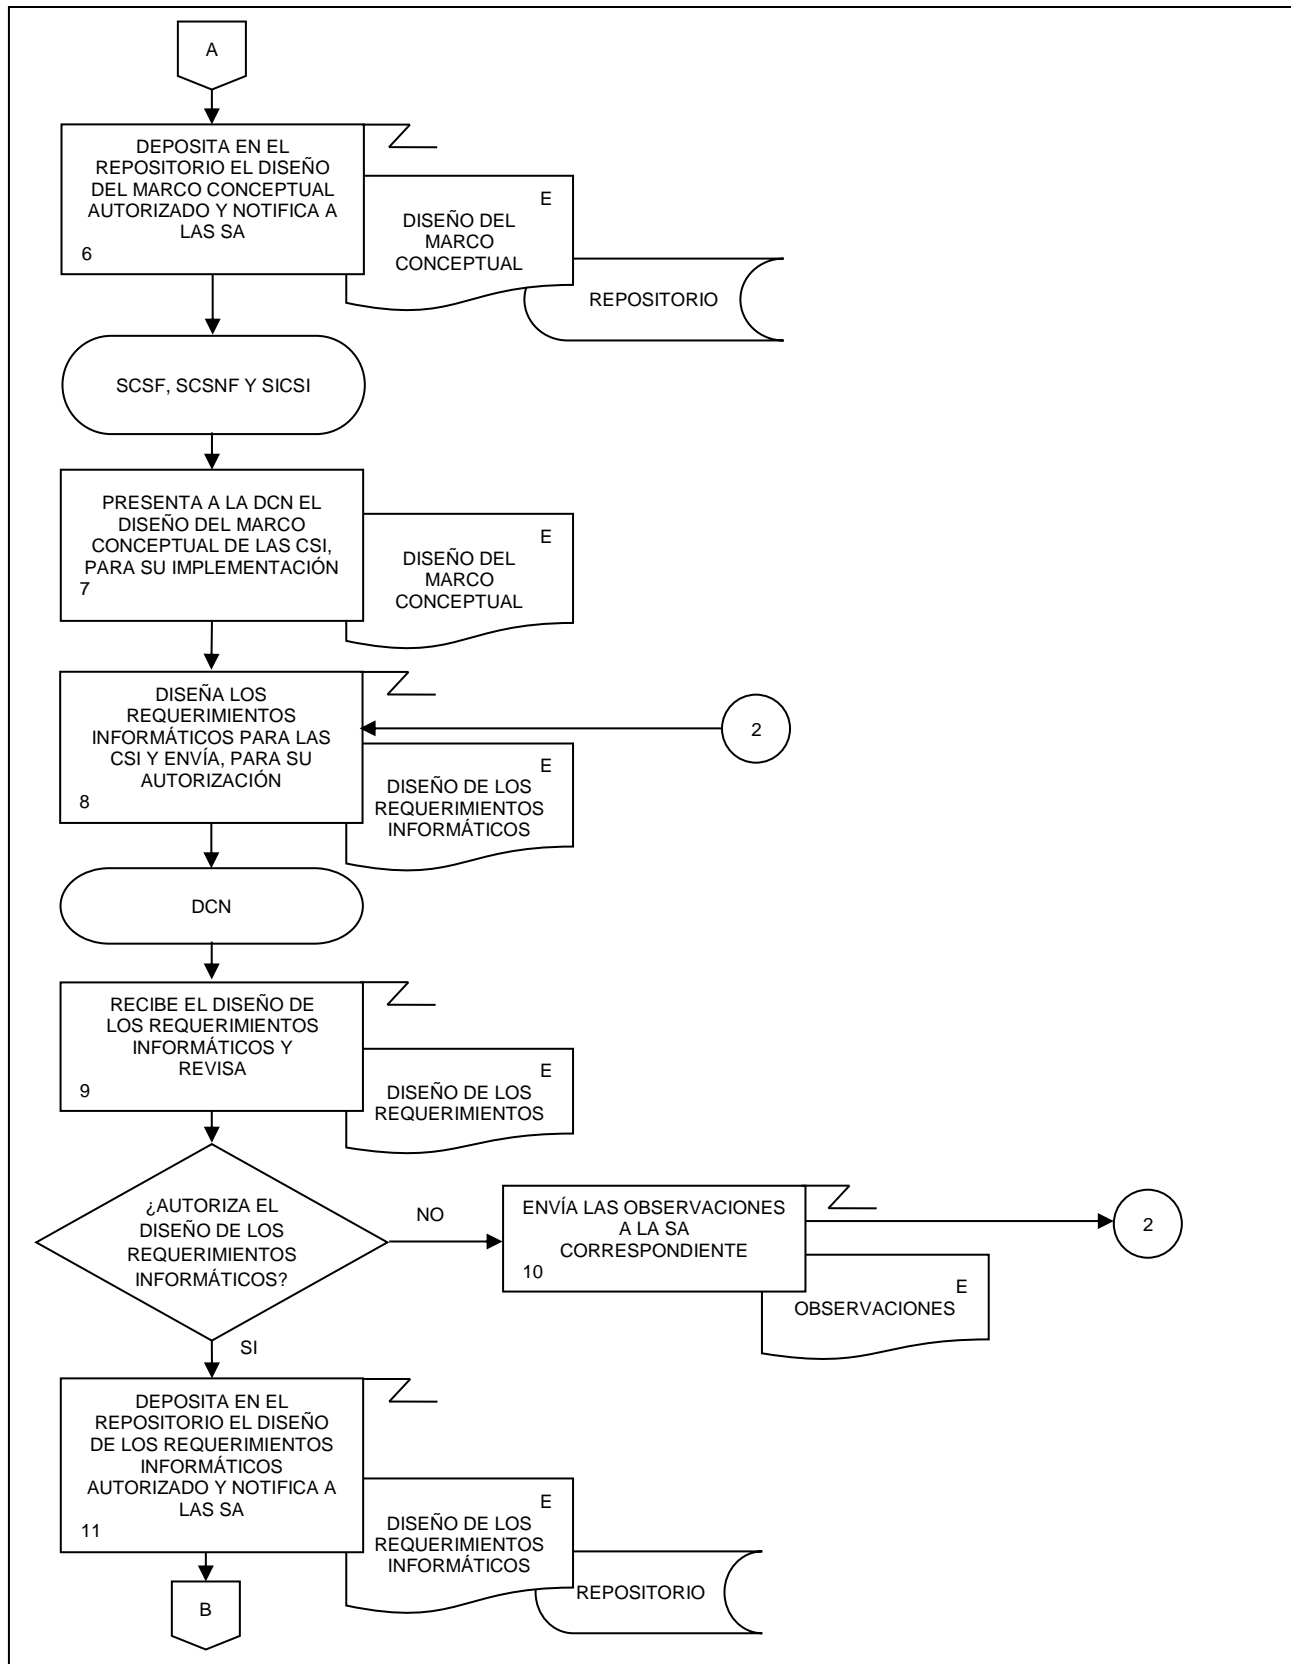 A
DEPOSITA EN EL
REPOSITORIO EL DISEÑO
DEL MARCO CONCEPTUAL
AUTORIZADO Y NOTIFICA A
LAS SA
6
E
DISEÑO DEL
MARCO
CONCEPTUAL
REPOSITORIO
SCSF, SCSNF Y SICSI
PRESENTA A LA DCN EL
DISEÑO DEL MARCO
CONCEPTUAL DE LAS CSI,
PARA SU IMPLEMENTACIÓN
7
E
DISEÑO DEL
MARCO
CONCEPTUAL
DISEÑA LOS
REQUERIMIENTOS
INFORMÁTICOS PARA LAS
CSI Y ENVÍA, PARA SU
AUTORIZACIÓN
8
2
E
DISEÑO DE LOS
REQUERIMIENTOS
INFORMÁTICOS
DCN
RECIBE EL DISEÑO DE
LOS REQUERIMIENTOS
INFORMÁTICOS Y
REVISA
9
E
DISEÑO DE LOS
REQUERIMIENTOS
¿AUTORIZA EL
DISEÑO DE LOS
REQUERIMIENTOS
INFORMÁTICOS?
NO
ENVÍA LAS OBSERVACIONES
A LA SA
CORRESPONDIENTE
10
2
E
OBSERVACIONES
SI
DEPOSITA EN EL
REPOSITORIO EL DISEÑO
DE LOS REQUERIMIENTOS
INFORMÁTICOS
AUTORIZADO Y NOTIFICA A
LAS SA
11
E
DISEÑO DE LOS
REQUERIMIENTOS
INFORMÁTICOS
REPOSITORIO
B